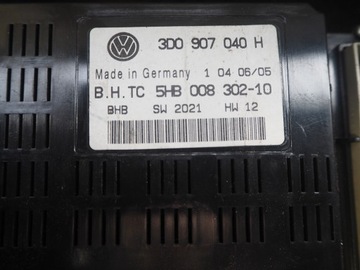 3D0 907 040 H
Made in Germany 1 04 06/05
B.H.TC 5HB 008 302-10
BHB SW 2021 HW 12